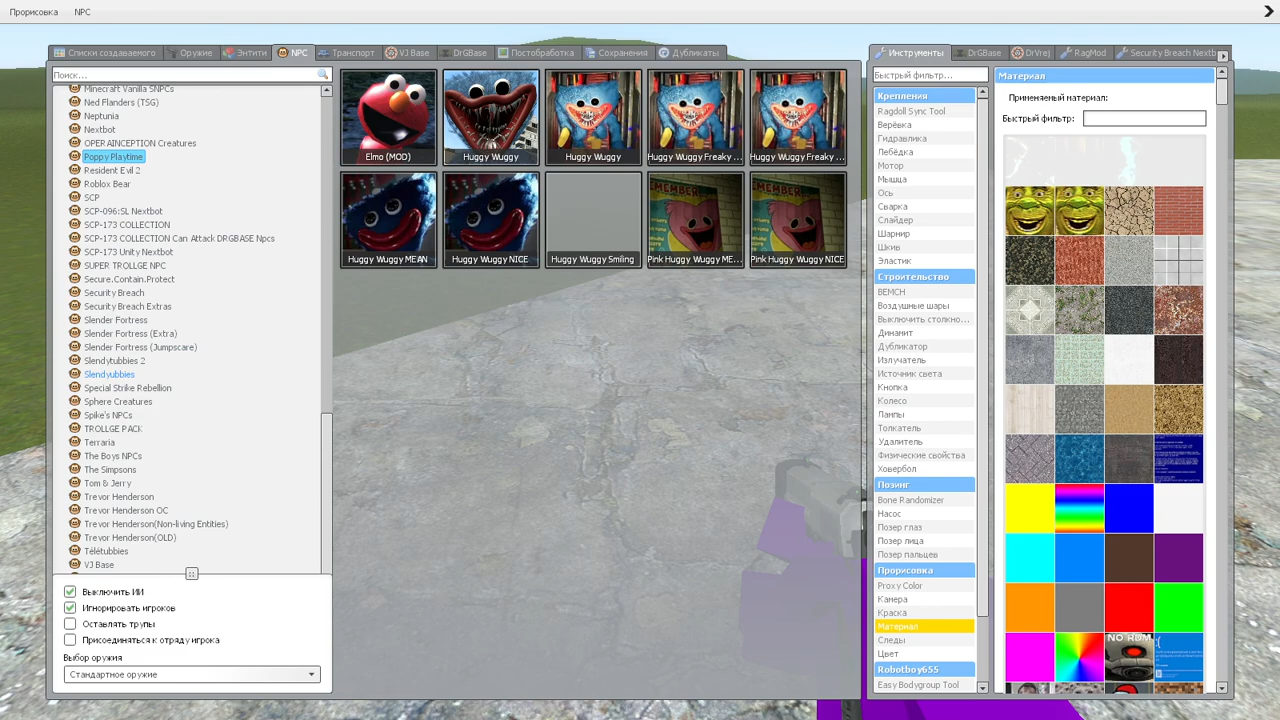 Прорисовка NPC
Списки создаваемого Оружие Энтити NPC Транспорт VJ Base DrGBase Постобработка Сохранения Дубликаты
Поиск...
Minecraft Vanilla SNPCs
Ned Flanders (TSG)
Neptunia
Nextbot
OPERAINCEPTION Creatures
Poppy Playtime
Resident Evil 2
Roblox Bear
SCP
SCP-096:SL Nextbot
SCP-173 COLLECTION
SCP-173 COLLECTION Can Attack DRGBASE Npcs
SCP-173 Unity Nextbot
SUPER TROLLGE NPC
Secure.Contain.Protect
Security Breach
Security Breach Extras
Slender Fortress
Slender Fortress (Extra)
Slender Fortress (Jumpscare)
Slendytubbies 2
Slendyubbies
Special Strike Rebellion
Sphere Creatures
Spike's NPCs
TROLLGE PACK
Terraria
The Boys NPCs
The Simpsons
Tom & Jerry
Trevor Henderson
Trevor Henderson OC
Trevor Henderson(Non-living Entities)
Trevor Henderson(OLD)
Télétubbies
VJ Base
Выключить ИИ
Игнорировать игроков
Оставлять трупы
Присоединяться к отряду игрока
Выбор оружия
Стандартное оружие
Elmo (MOD) Huggy Wuggy Huggy Wuggy Huggy Wuggy Freaky ... Huggy Wuggy Freaky ...
Huggy Wuggy MEAN Huggy Wuggy NICE Huggy Wuggy Smiling Pink Huggy Wuggy ME... Pink Huggy Wuggy NICE
Инструменты DrGBase DrVrej RagMod Security Breach Nextb
Быстрый фильтр...
Крепления
Ragdoll Sync Tool
Верёвка
Гидравлика
Лебёдка
Мотор
Мышца
Ось
Сварка
Слайдер
Шарнир
Шкив
Эластик
Строительство
BEMCH
Воздушные шары
Выключить столкно...
Динамит
Дубликатор
Излучатель
Источник света
Кнопка
Колесо
Лампы
Толкатель
Удалитель
Физические свойства
Ховербол
Позинг
Bone Randomizer
Насос
Позер глаз
Позер лица
Позер пальцев
Прорисовка
Proxy Color
Камера
Краска
Материал
Следы
Цвет
Robotboy655
Easy Bodygroup Tool
Материал
Применяемый материал:
Быстрый фильтр: